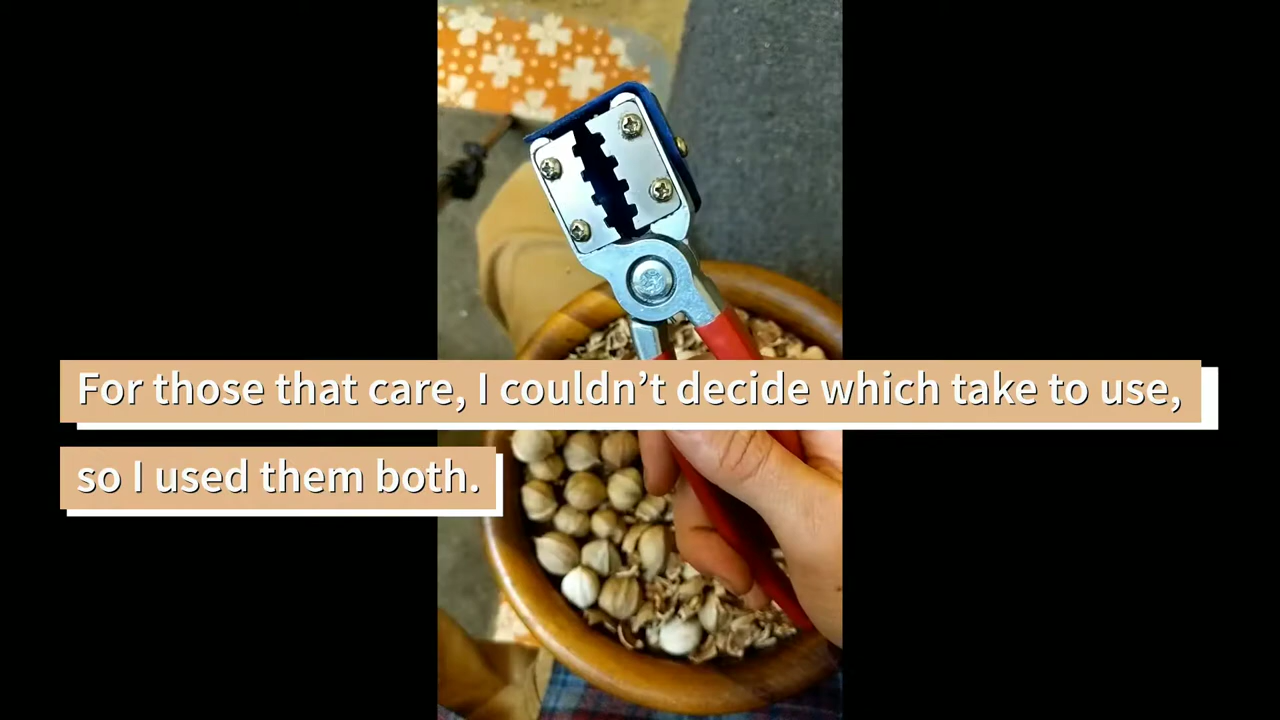 For those that care, I couldn’t decide which take to use,
so I used them both.